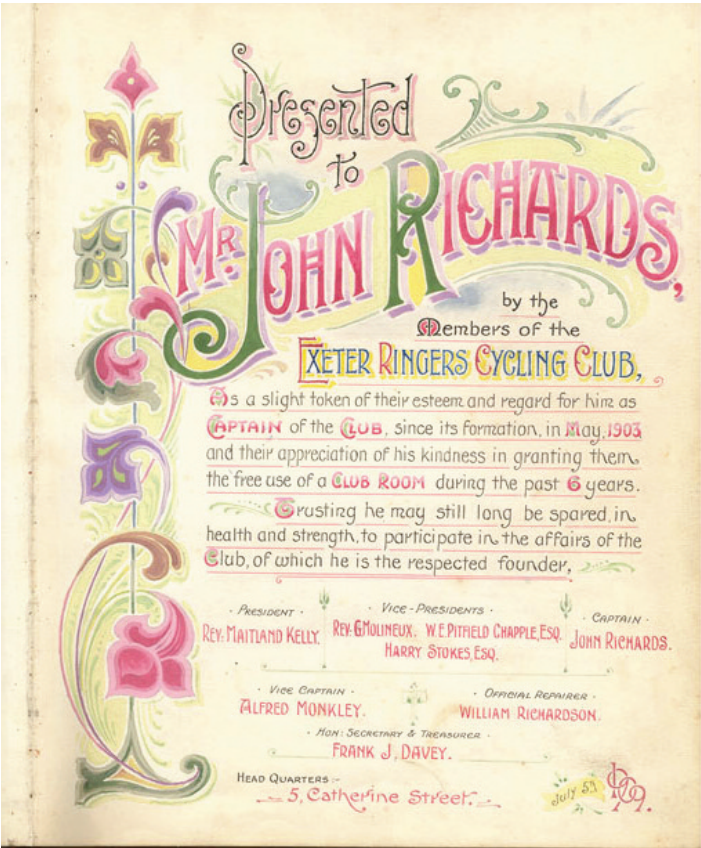 Presented
to
Mr. John Richards,
by the
Members of the
Exeter Ringers Cycling Club,
As a slight token of their esteem and regard for him as
Captain of the Club, since its formation, in May, 1903
and their appreciation of his kindness in granting them,
the free use of a Club Room during the past 6 years.
Trusting he may still long be spared, in
health and strength, to participate in the affairs of the
Club, of which he is the respected founder,
· President ·
Rev: Maitland Kelly.
· Vice-Presidents ·
Rev: G. Molineux. W. E. Pitfield Chapple, Esq.
Harry Stokes, Esq.
· Captain ·
John Richards.
· Vice Captain ·
Alfred Monkley.
· Official Repairer ·
William Richardson.
· Hon: Secretary & Treasurer ·
Frank J. Davey.
Head Quarters :-
5, Catherine Street.
July 5th 1909.